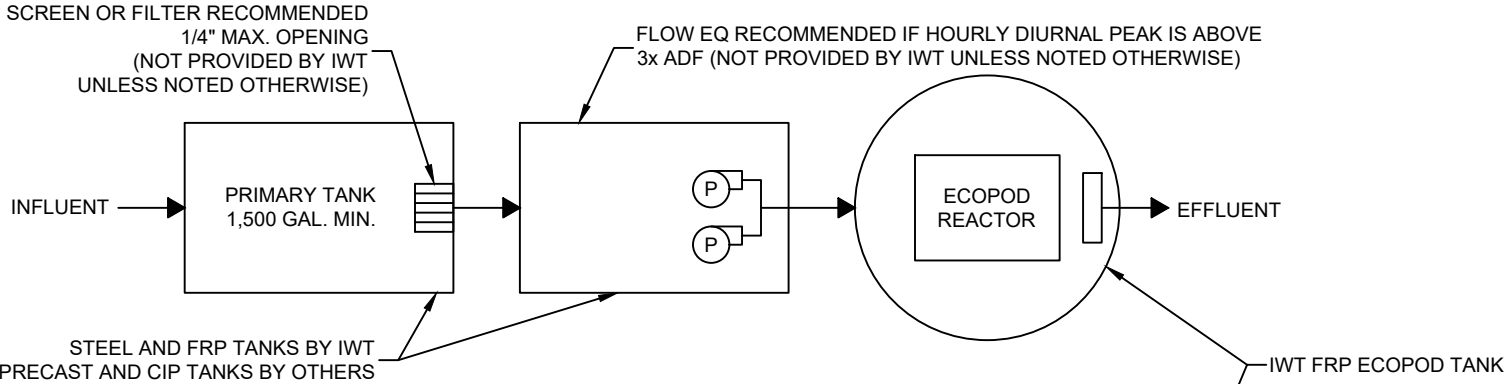 SCREEN OR FILTER RECOMMENDED
1/4" MAX. OPENING
(NOT PROVIDED BY IWT
UNLESS NOTED OTHERWISE)
FLOW EQ RECOMMENDED IF HOURLY DIURNAL PEAK IS ABOVE
3x ADF (NOT PROVIDED BY IWT UNLESS NOTED OTHERWISE)
INFLUENT
PRIMARY TANK
1,500 GAL. MIN.
P
P
ECOPOD
REACTOR
EFFLUENT
STEEL AND FRP TANKS BY IWT
PRECAST AND CIP TANKS BY OTHERS
IWT FRP ECOPOD TANK